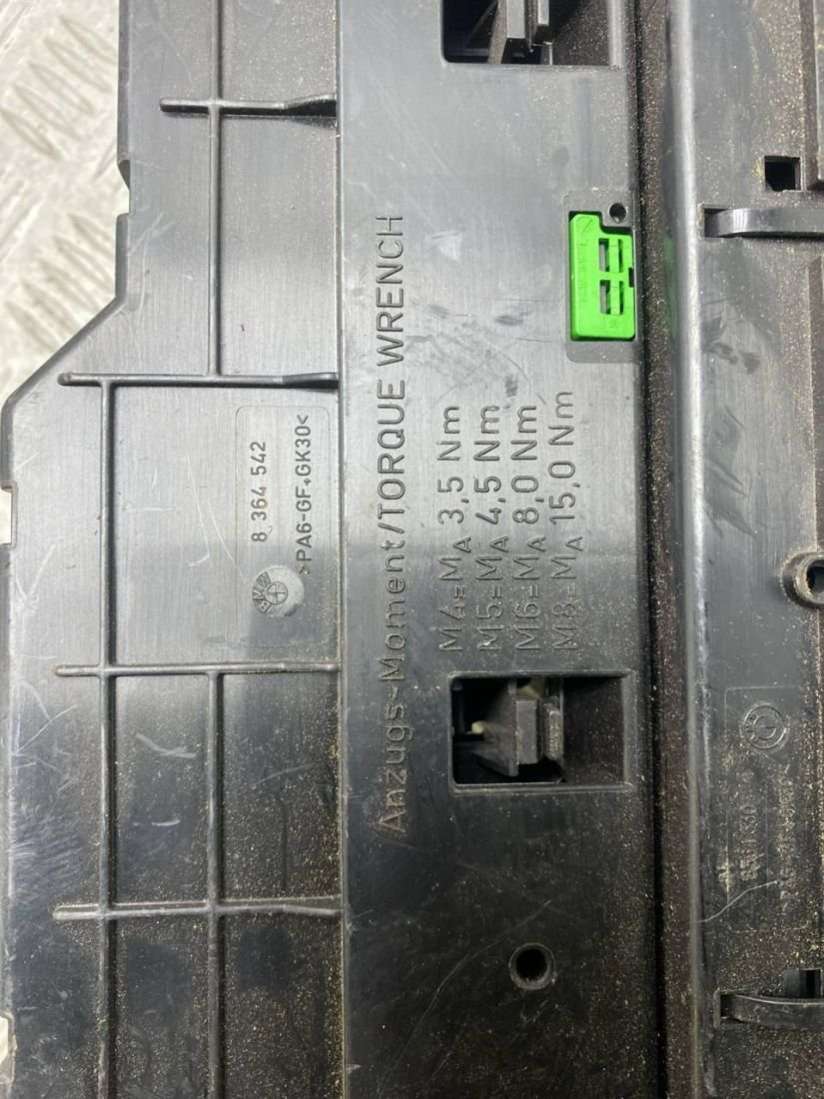 8 364 542
>PA6-GF+GK30<
Anzugs-Moment/TORQUE WRENCH
M4=MA 3,5 Nm
M5=MA 4,5 Nm
M6=MA 8,0 Nm
M8=MA 15,0 Nm